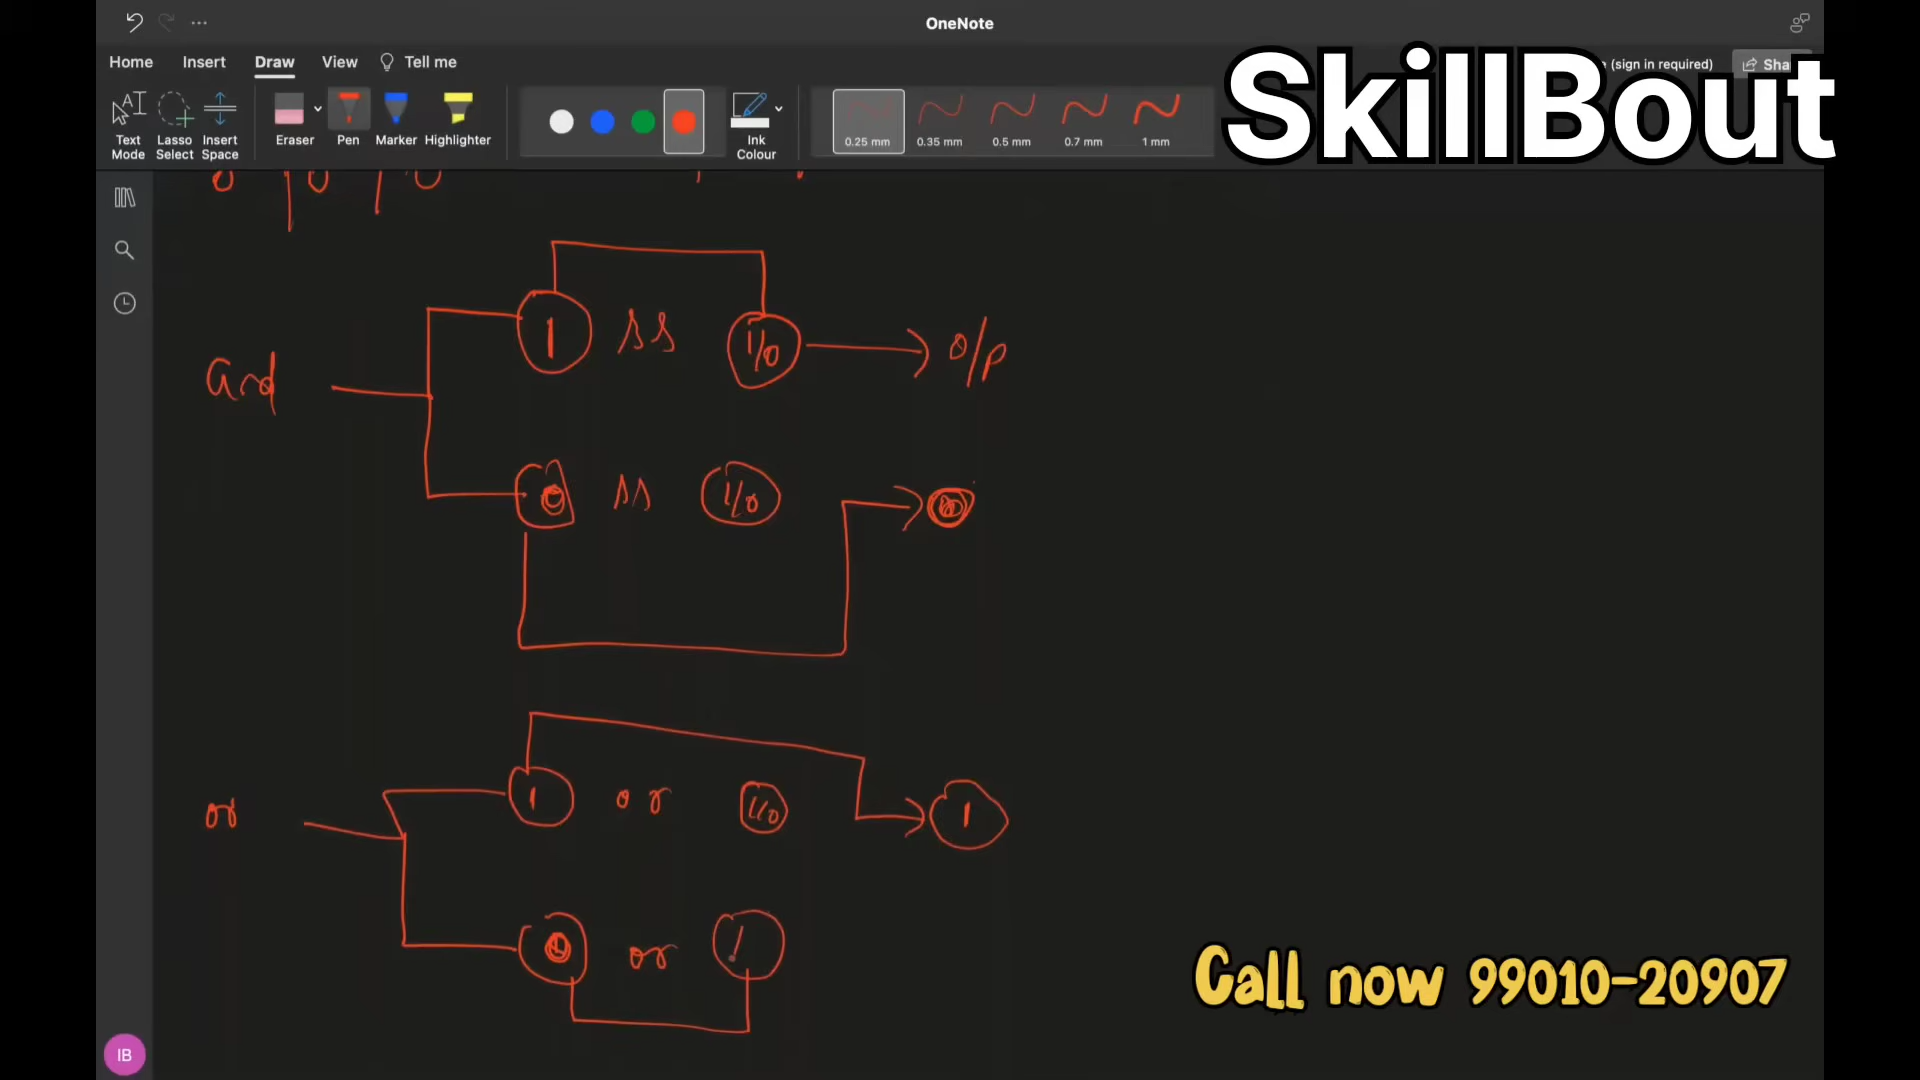 OneNote
Home Insert Draw View Tell me
(sign in required) Sha
SkillBout
Text Mode
Lasso Select
Insert Space
Eraser
Pen
Marker
Highlighter
Ink Colour
0.25 mm
0.35 mm
0.5 mm
0.7 mm
1 mm
1 1/0 O/P
and
0 1/0
1 or 1/0 1
or
0 or 1
Call now 99010-20907
IB